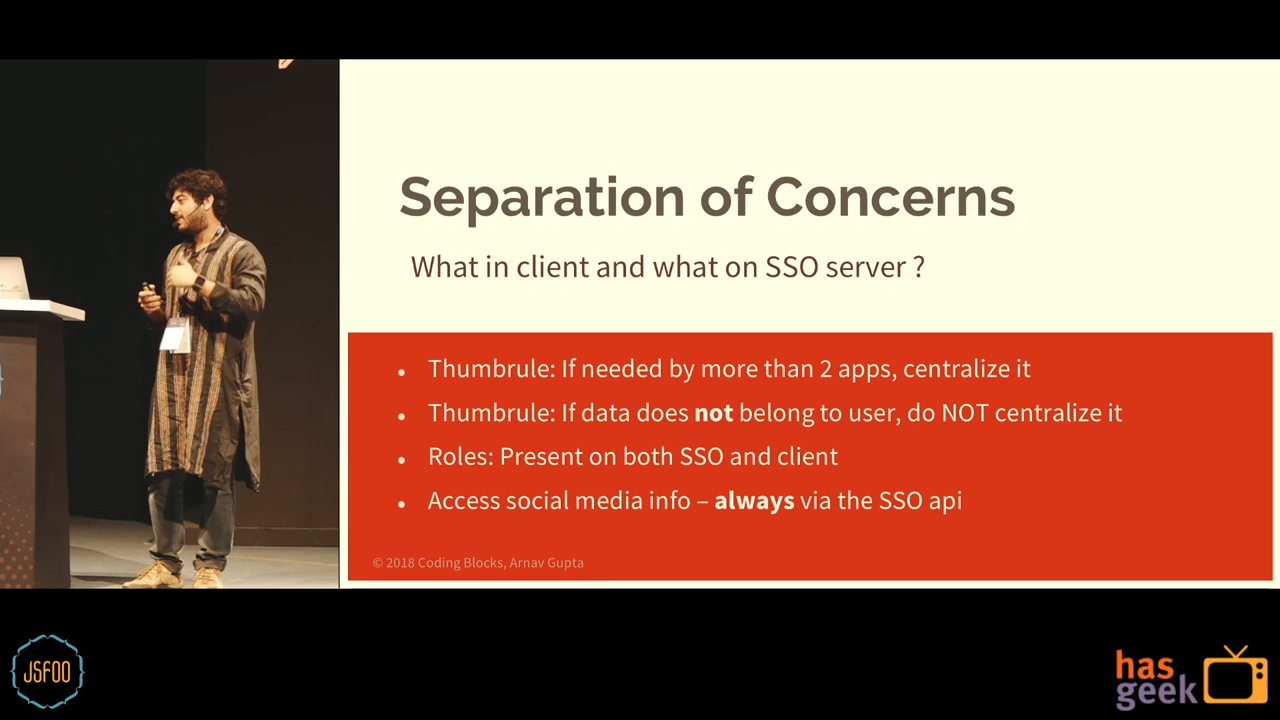 Separation of Concerns
What in client and what on SSO server ?
Thumbrule: If needed by more than 2 apps, centralize it
Thumbrule: If data does not belong to user, do NOT centralize it
Roles: Present on both SSO and client
Access social media info – always via the SSO api
© 2018 Coding Blocks, Arnav Gupta
JSFOO
has
geek